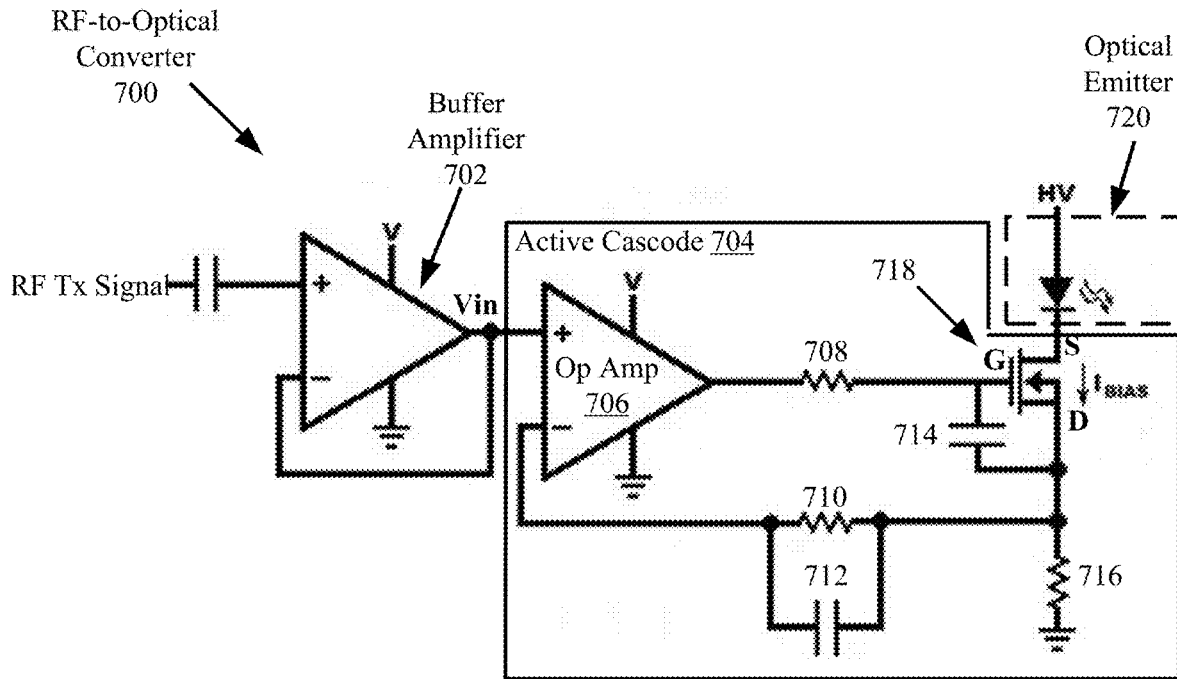 RF-to-Optical
Converter
700
Buffer
Amplifier
702
Optical
Emitter
720
HV
V
Active Cascode 704
718
RF Tx Signal
+
Vin
V
+
S
Op Amp
706
708
G
I BIAS
−
D
−
714
710
712
716